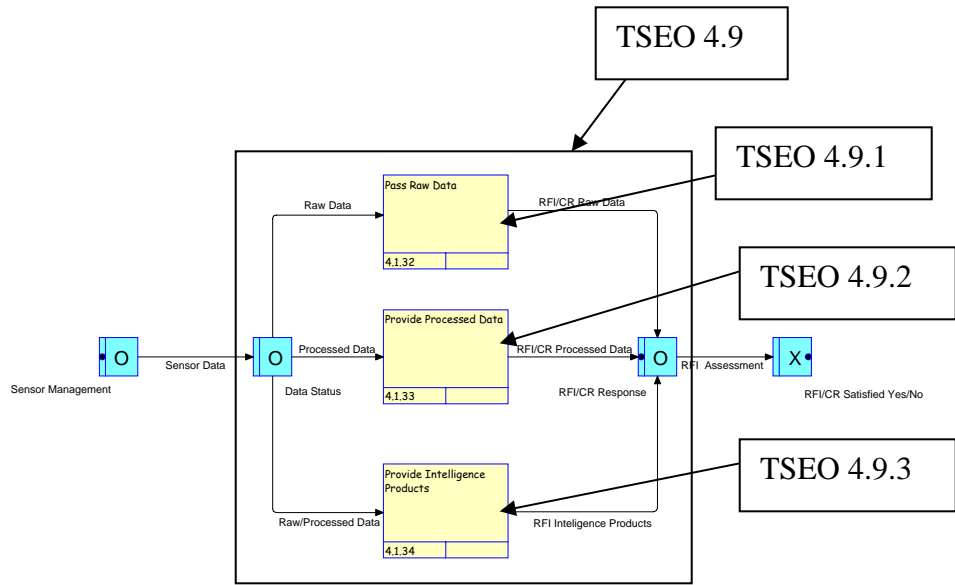 TSEO 4.9
TSEO 4.9.1
Pass Raw Data
Raw Data
RFI/CR Raw Data
4.1.32
TSEO 4.9.2
Provide Processed Data
O
O
Processed Data
RFI/CR Processed Data
O
X
Sensor Data
RFI Assessment
Sensor Management
Data Status
4.1.33
RFI/CR Response
RFI/CR Satisfied Yes/No
TSEO 4.9.3
Provide Intelligence
Products
Raw/Processed Data
RFI Inteligence Products
4.1.34